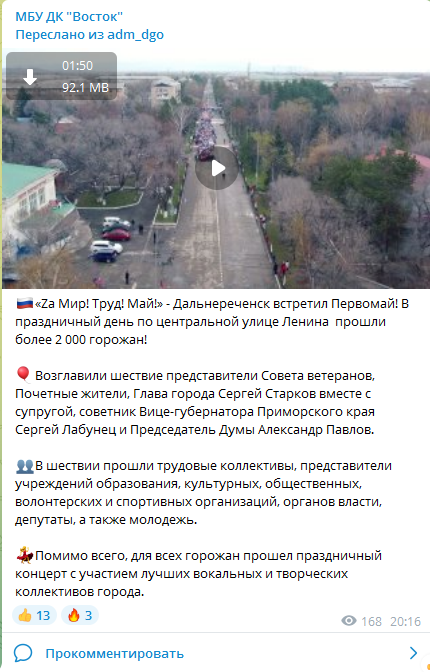 МБУ ДК "Восток"
Переслано из adm_dgo
01:50
92.1 MB
«Zа Мир! Труд! Май!» - Дальнереченск встретил Первомай! В
праздничный день по центральной улице Ленина прошли
более 2 000 горожан!
Возглавили шествие представители Совета ветеранов,
Почетные жители, Глава города Сергей Старков вместе с
супругой, советник Вице-губернатора Приморского края
Сергей Лабунец и Председатель Думы Александр Павлов.
В шествии прошли трудовые коллективы, представители
учреждений образования, культурных, общественных,
волонтерских и спортивных организаций, органов власти,
депутаты, а также молодежь.
Помимо всего, для всех горожан прошел праздничный
концерт с участием лучших вокальных и творческих
коллективов города.
13 3 168 20:16
Прокомментировать